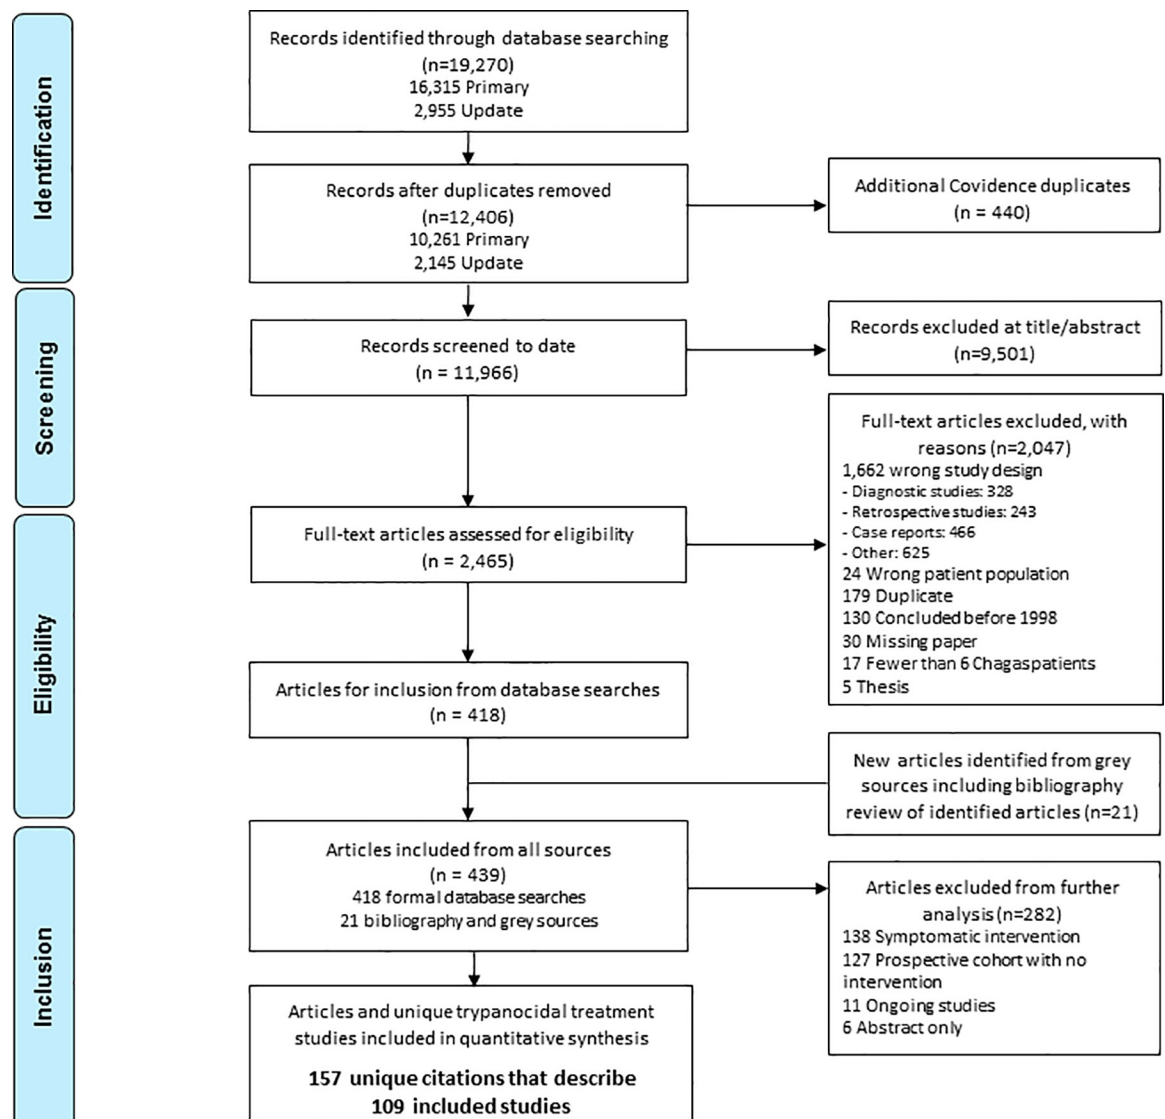 Identification
Records identified through database searching
(n=19,270)
16,315 Primary
2,955 Update
Records after duplicates removed
(n=12,406)
10,261 Primary
2,145 Update
Additional Covidence duplicates
(n = 440)
Screening
Records screened to date
(n = 11,966)
Records excluded at title/abstract
(n=9,501)
Eligibility
Full-text articles assessed for eligibility
(n = 2,465)
Full-text articles excluded, with
reasons (n=2,047)
1,662 wrong study design
- Diagnostic studies: 328
- Retrospective studies: 243
- Case reports: 466
- Other: 625
24 Wrong patient population
179 Duplicate
130 Concluded before 1998
30 Missing paper
17 Fewer than 6 Chagaspatients
5 Thesis
Articles for inclusion from database searches
(n = 418)
New articles identified from grey
sources including bibliography
review of identified articles (n=21)
Inclusion
Articles included from all sources
(n = 439)
418 formal database searches
21 bibliography and grey sources
Articles excluded from further
analysis (n=282)
138 Symptomatic intervention
127 Prospective cohort with no
intervention
11 Ongoing studies
6 Abstract only
Articles and unique trypanocidal treatment
studies included in quantitative synthesis
157 unique citations that describe
109 included studies